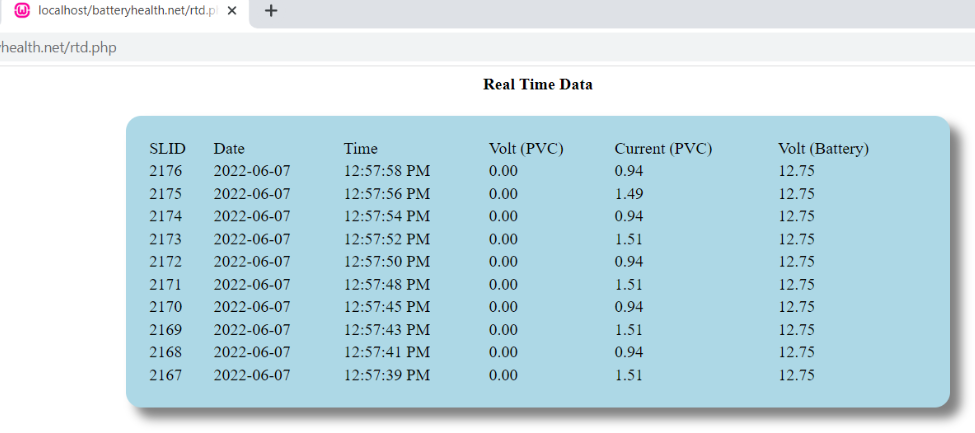 localhost/batteryhealth.net/rtd.p
health.net/rtd.php
Real Time Data
SLID Date Time Volt (PVC) Current (PVC) Volt (Battery)
2176 2022-06-07 12:57:58 PM 0.00 0.94 12.75
2175 2022-06-07 12:57:56 PM 0.00 1.49 12.75
2174 2022-06-07 12:57:54 PM 0.00 0.94 12.75
2173 2022-06-07 12:57:52 PM 0.00 1.51 12.75
2172 2022-06-07 12:57:50 PM 0.00 0.94 12.75
2171 2022-06-07 12:57:48 PM 0.00 1.51 12.75
2170 2022-06-07 12:57:45 PM 0.00 0.94 12.75
2169 2022-06-07 12:57:43 PM 0.00 1.51 12.75
2168 2022-06-07 12:57:41 PM 0.00 0.94 12.75
2167 2022-06-07 12:57:39 PM 0.00 1.51 12.75